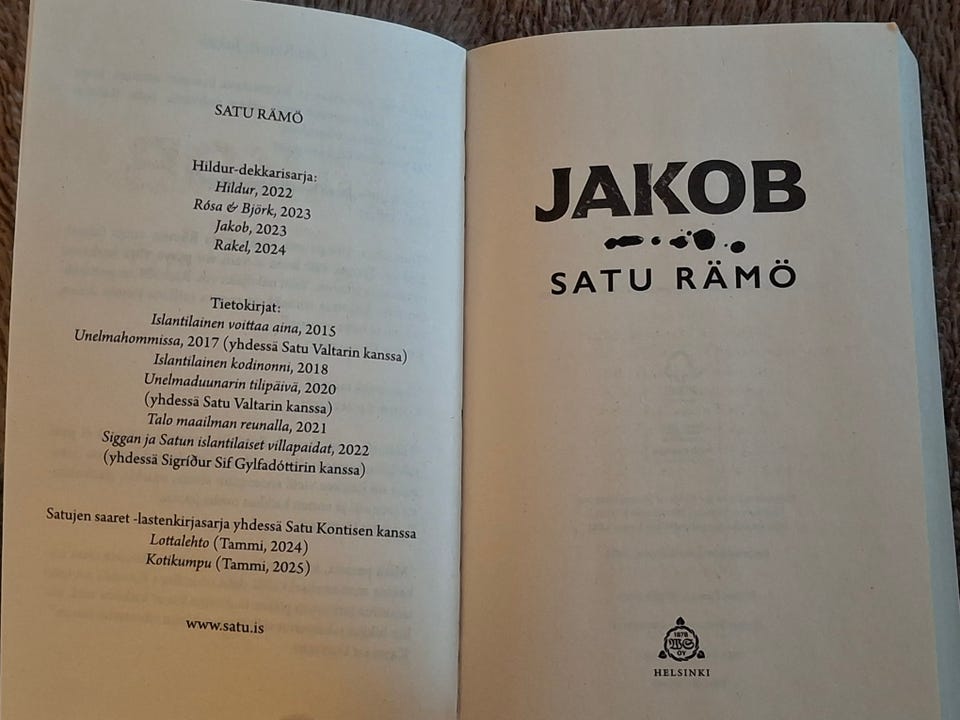 SATU RÄMÖ
Hildur-dekkarisarja:
Hildur, 2022
Rósa & Björk, 2023
Jakob, 2023
Rakel, 2024
Tietokirjat:
Islantilainen voittaa aina, 2015
Unelmahommissa, 2017 (yhdessä Satu Valtarin kanssa)
Islantilainen kodinonni, 2018
Unelmaduunarin tilipäivä, 2020
(yhdessä Satu Valtarin kanssa)
Talo maailman reunalla, 2021
Siggan ja Satun islantilaiset villapaidat, 2022
(yhdessä Sigríður Sif Gylfadóttirin kanssa)
Satujen saaret -lastenkirjasarja yhdessä Satu Kontisen kanssa
Lottalehto (Tammi, 2024)
Kotikumpu (Tammi, 2025)
www.satu.is
JAKOB
SATU RÄMÖ
1878
WS
OY
HELSINKI